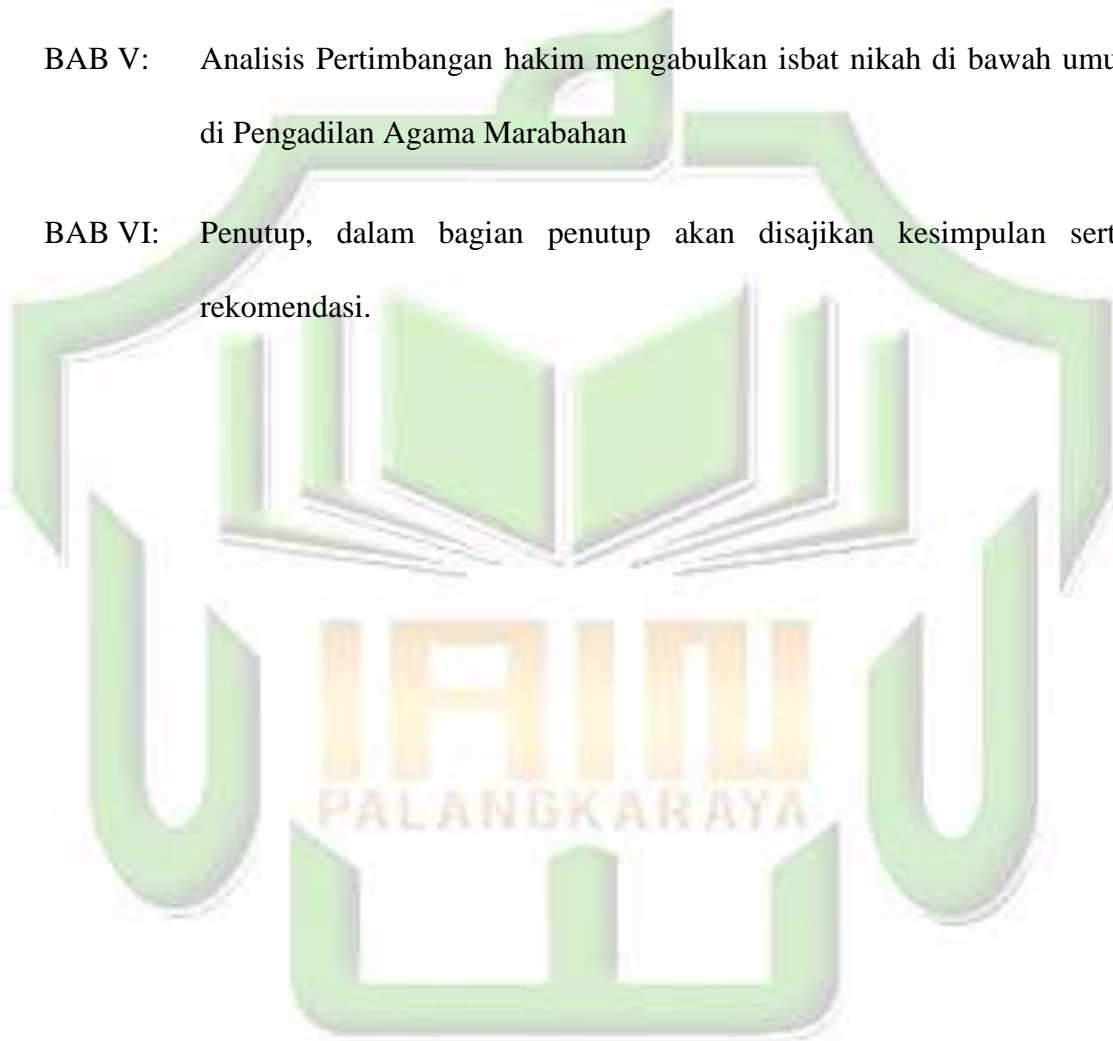 BAB V: Analisis Pertimbangan hakim mengabulkan isbat nikah di bawah umu
di Pengadilan Agama Marabahan
BAB VI: Penutup, dalam bagian penutup akan disajikan kesimpulan sert
rekomendasi.
IAIN
PALANGKARAYA